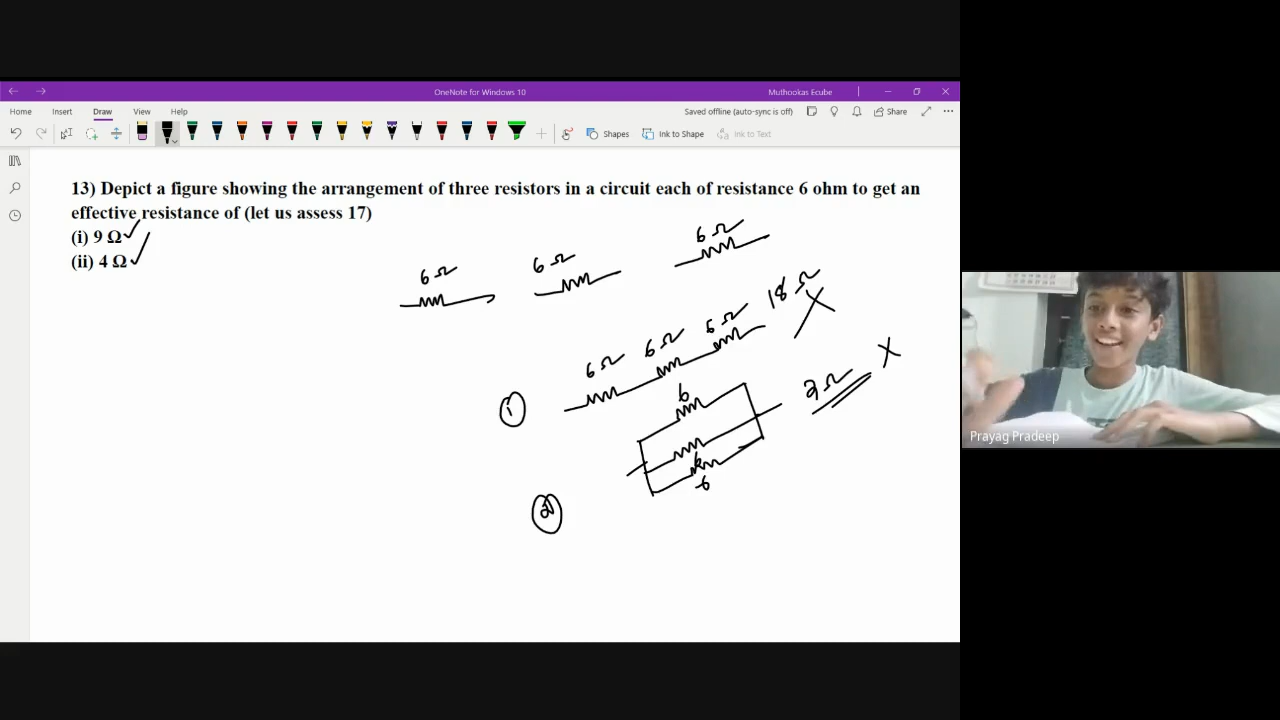 OneNote for Windows 10
Muthookas Ecube
Home Insert Draw View Help
Saved offline (auto-sync is off)
Share
Shapes
Ink to Shape
Ink to Text
13) Depict a figure showing the arrangement of three resistors in a circuit each of resistance 6 ohm to get an
effective resistance of (let us assess 17)
(i) 9 Ω
(ii) 4 Ω
6 Ω
6 Ω
6 Ω
6 Ω
6 Ω
6 Ω
18 Ω
X
①
6
6
6
2 Ω
X
②
Prayag Pradeep